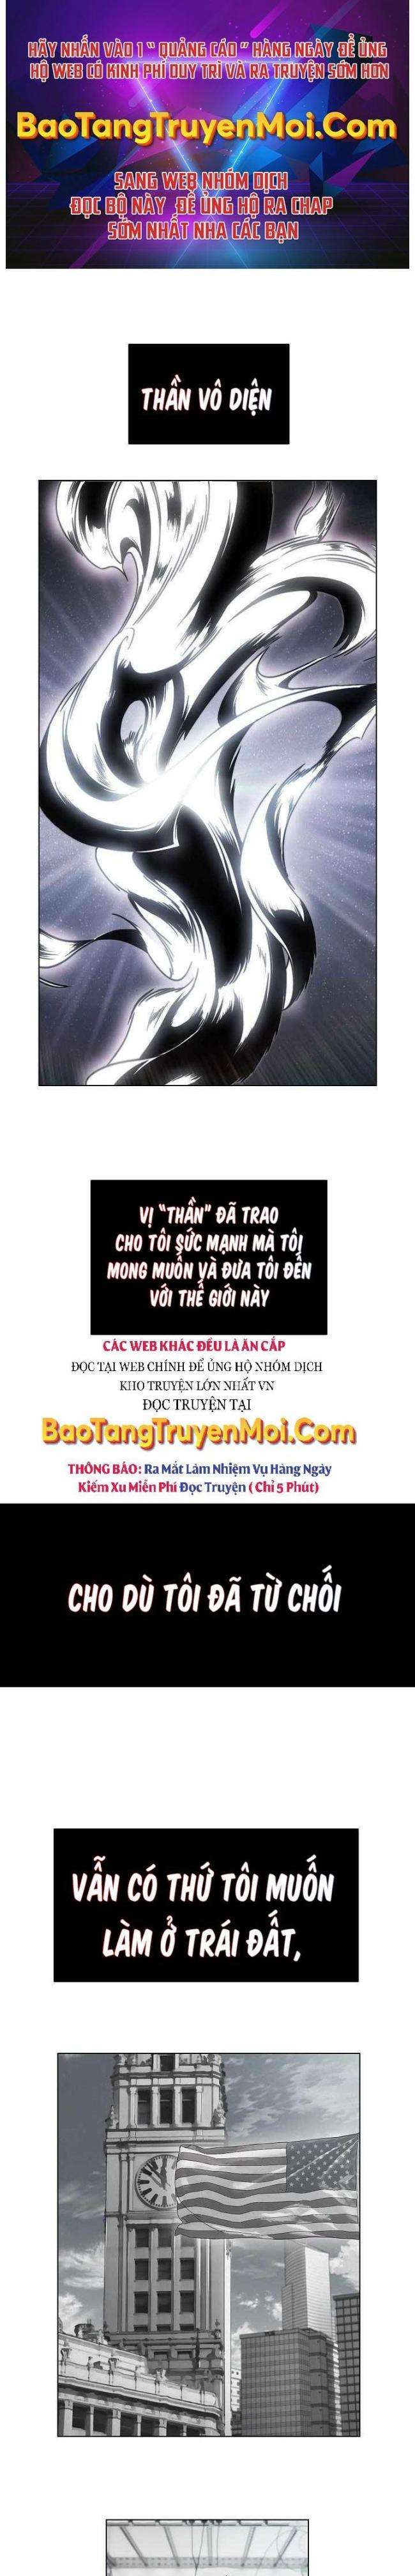 HÃY NHẤN VÀO 1 " QUẢNG CÁO " HÀNG NGÀY ĐỂ ỦNG
HỘ WEB CÓ KINH PHÍ DUY TRÌ VÀ RA TRUYỆN SỚM HƠN
BaoTangTruyenMoi.Com
SANG WEB NHÓM DỊCH
ĐỌC BỘ NÀY ĐỂ ỦNG HỘ RA CHAP
SỚM NHẤT NHA CÁC BẠN
THẦN VÔ DIỆN
VỊ "THẦN" ĐÃ TRAO
CHO TÔI SỨC MẠNH MÀ TÔI
MONG MUỐN VÀ ĐƯA TÔI ĐẾN
VỚI THẾ GIỚI NÀY
CÁC WEB KHÁC ĐỀU LÀ ĂN CẮP
ĐỌC TẠI WEB CHÍNH ĐỂ ỦNG HỘ NHÓM DỊCH
KHO TRUYỆN LỚN NHẤT VN
ĐỌC TRUYỆN TẠI
BaoTangTruyenMoi.Com
THÔNG BÁO: Ra Mắt Làm Nhiệm Vụ Hàng Ngày
Kiếm Xu Miễn Phí Đọc Truyện ( Chỉ 5 Phút)
CHO DÙ TÔI ĐÃ TỪ CHỐI
VẪN CÓ THỨ TÔI MUỐN
LÀM Ở TRÁI ĐẤT,